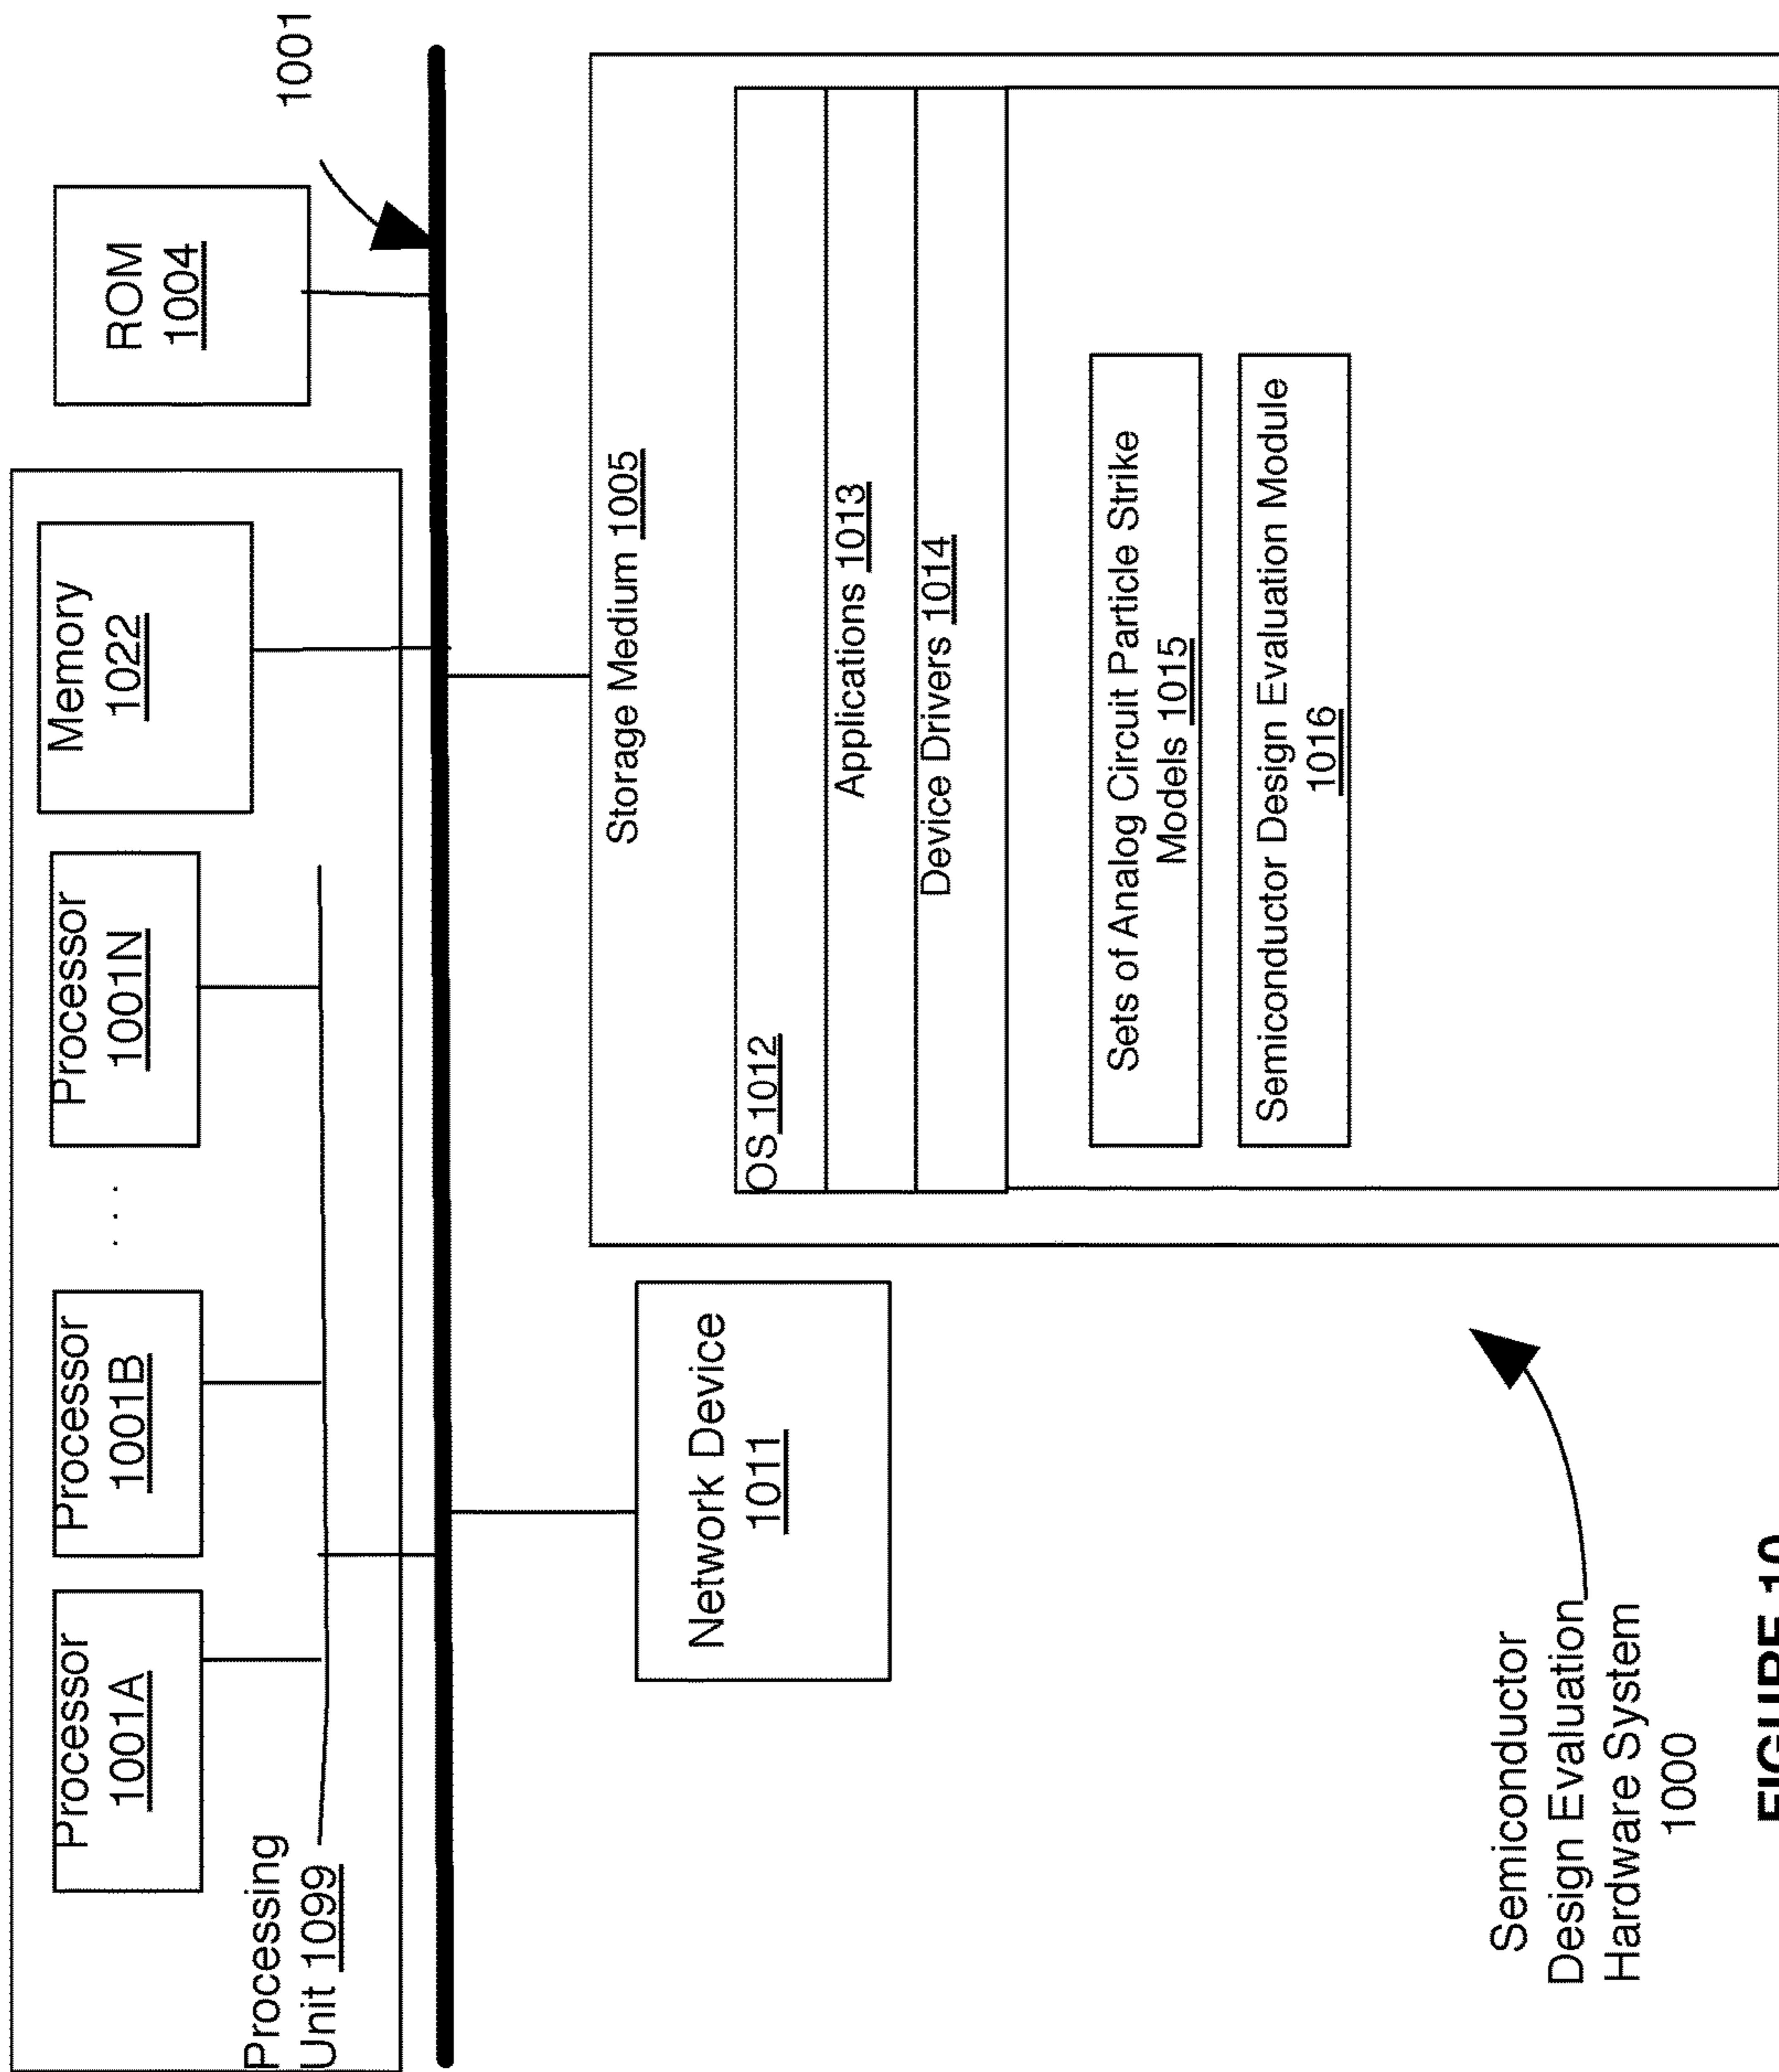 Processor
1001A
Processor
1001B
. . .
Processor
1001N
Memory
1022
ROM
1004
Processing
Unit 1099
1001
Network Device
1011
Storage Medium 1005
OS 1012
Applications 1013
Device Drivers 1014
Sets of Analog Circuit Particle Strike
Models 1015
Semiconductor Design Evaluation Module
1016
Semiconductor
Design Evaluation
Hardware System
1000
FIGURE 10